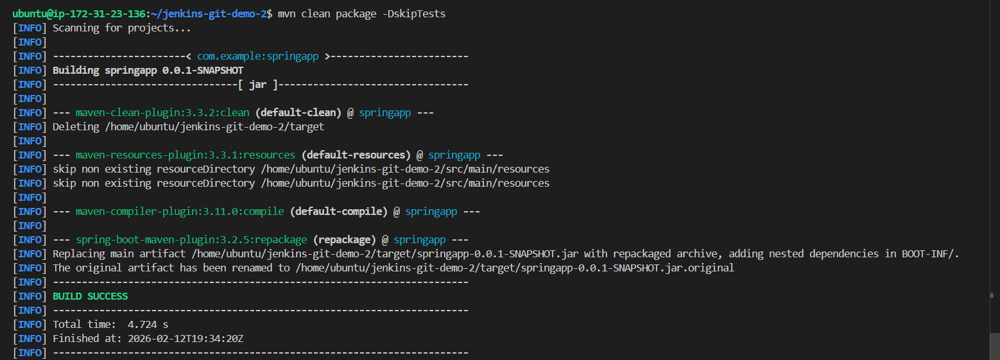 ubuntu@ip-172-31-23-136:~/jenkins-git-demo-2$ mvn clean package -DskipTests
[INFO] Scanning for projects...
[INFO]
[INFO] -----------------------< com.example:springapp >------------------------
[INFO] Building springapp 0.0.1-SNAPSHOT
[INFO] --------------------------------[ jar ]---------------------------------
[INFO]
[INFO] --- maven-clean-plugin:3.3.2:clean (default-clean) @ springapp ---
[INFO] Deleting /home/ubuntu/jenkins-git-demo-2/target
[INFO]
[INFO] --- maven-resources-plugin:3.3.1:resources (default-resources) @ springapp ---
[INFO] skip non existing resourceDirectory /home/ubuntu/jenkins-git-demo-2/src/main/resources
[INFO] skip non existing resourceDirectory /home/ubuntu/jenkins-git-demo-2/src/main/resources
[INFO]
[INFO] --- maven-compiler-plugin:3.11.0:compile (default-compile) @ springapp ---
[INFO]
[INFO] --- spring-boot-maven-plugin:3.2.5:repackage (repackage) @ springapp ---
[INFO] Replacing main artifact /home/ubuntu/jenkins-git-demo-2/target/springapp-0.0.1-SNAPSHOT.jar with repackaged archive, adding nested dependencies in BOOT-INF/.
[INFO] The original artifact has been renamed to /home/ubuntu/jenkins-git-demo-2/target/springapp-0.0.1-SNAPSHOT.jar.original
[INFO] ------------------------------------------------------------------------
[INFO] BUILD SUCCESS
[INFO] ------------------------------------------------------------------------
[INFO] Total time:  4.724 s
[INFO] Finished at: 2026-02-12T19:34:20Z
[INFO] ------------------------------------------------------------------------